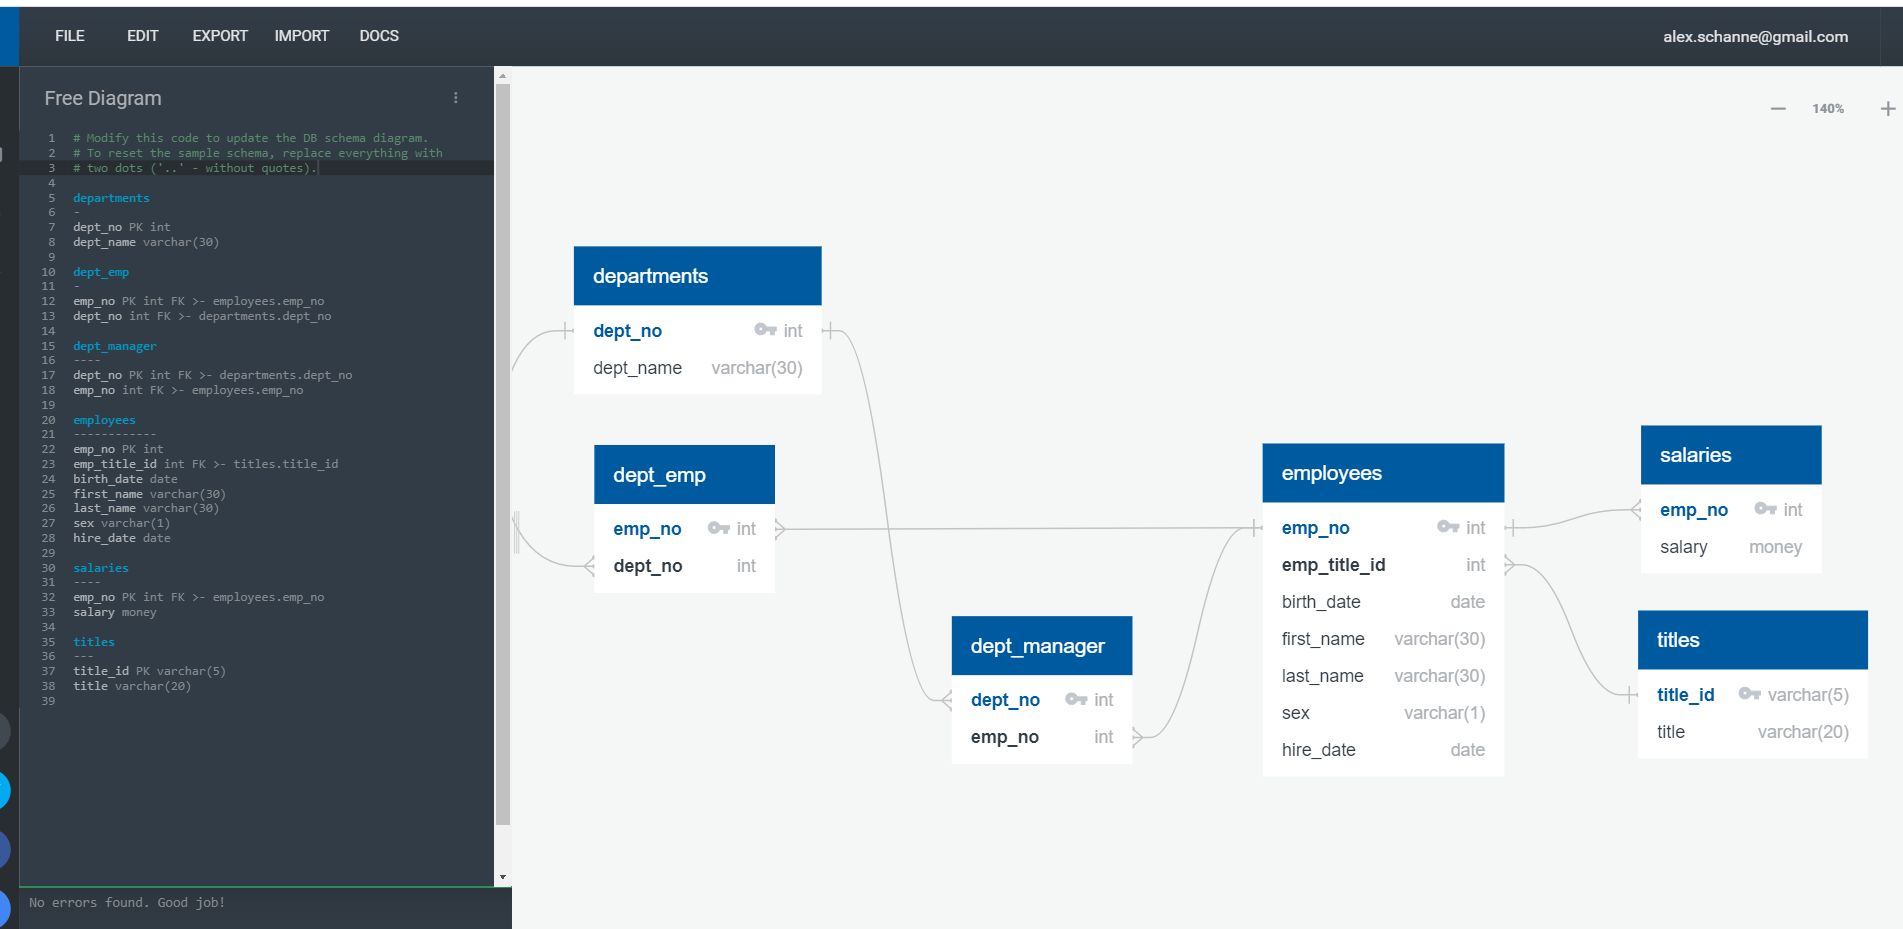 FILE EDIT EXPORT IMPORT DOCS alex.schanne@gmail.com
Free Diagram
140%
1 # Modify this code to update the DB schema diagram.
2 # To reset the sample schema, replace everything with
3 # two dots ('..' - without quotes).
4
5 departments
6 -
7 dept_no PK int
8 dept_name varchar(30)
9
10 dept_emp
11 -
12 emp_no PK int FK >- employees.emp_no
13 dept_no int FK >- departments.dept_no
14
15 dept_manager
16 ----
17 dept_no PK int FK >- departments.dept_no
18 emp_no int FK >- employees.emp_no
19
20 employees
21 ------------
22 emp_no PK int
23 emp_title_id int FK >- titles.title_id
24 birth_date date
25 first_name varchar(30)
26 last_name varchar(30)
27 sex varchar(1)
28 hire_date date
29
30 salaries
31 ----
32 emp_no PK int FK >- employees.emp_no
33 salary money
34
35 titles
36 ---
37 title_id PK varchar(5)
38 title varchar(20)
39
No errors found. Good job!
departments
dept_no int
dept_name varchar(30)
dept_emp
emp_no int
dept_no int
dept_manager
dept_no int
emp_no int
employees
emp_no int
emp_title_id int
birth_date date
first_name varchar(30)
last_name varchar(30)
sex varchar(1)
hire_date date
salaries
emp_no int
salary money
titles
title_id varchar(5)
title varchar(20)